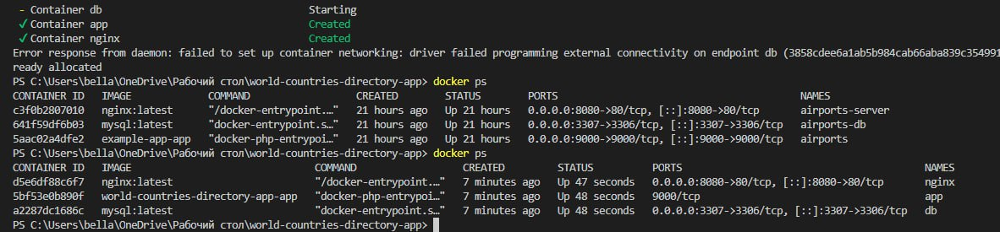 - Container db Starting
✓ Container app Created
✓ Container nginx Created
Error response from daemon: failed to set up container networking: driver failed programming external connectivity on endpoint db (3858cdee6a1ab5b984cab66aba839c354991
ready allocated
PS C:\Users\bella\OneDrive\Рабочий стол\world-countries-directory-app> docker ps
CONTAINER ID IMAGE COMMAND CREATED STATUS PORTS NAMES
c3f0b2807010 nginx:latest "/docker-entrypoint.…" 21 hours ago Up 21 hours 0.0.0.0:8080->80/tcp, [::]:8080->80/tcp airports-server
641f59df6b03 mysql:latest "docker-entrypoint.s…" 21 hours ago Up 21 hours 0.0.0.0:3307->3306/tcp, [::]:3307->3306/tcp airports-db
5aac02a4dfe2 example-app-app "docker-php-entrypoi…" 21 hours ago Up 21 hours 0.0.0.0:9000->9000/tcp, [::]:9000->9000/tcp airports
PS C:\Users\bella\OneDrive\Рабочий стол\world-countries-directory-app> docker ps
CONTAINER ID IMAGE COMMAND CREATED STATUS PORTS NAMES
d5e6df88c6f7 nginx:latest "/docker-entrypoint.…" 7 minutes ago Up 47 seconds 0.0.0.0:8080->80/tcp, [::]:8080->80/tcp nginx
5bf53e0b890f world-countries-directory-app-app "docker-php-entrypoi…" 7 minutes ago Up 48 seconds 9000/tcp app
a2287dc1686c mysql:latest "docker-entrypoint.s…" 7 minutes ago Up 48 seconds 0.0.0.0:3307->3306/tcp, [::]:3307->3306/tcp db
PS C:\Users\bella\OneDrive\Рабочий стол\world-countries-directory-app>